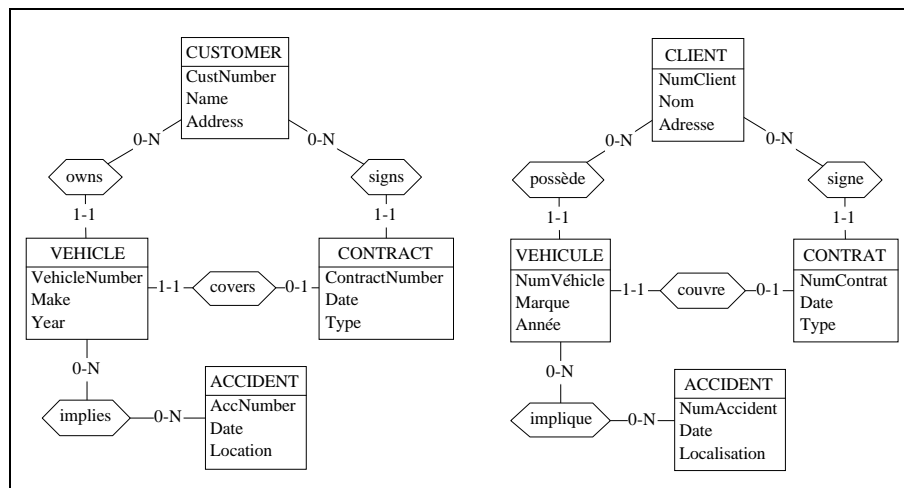 CUSTOMER
CustNumber
Name
Address
0-N
0-N
owns
signs
1-1
1-1
VEHICLE
VehicleNumber
Make
Year
1-1
covers
0-1
CONTRACT
ContractNumber
Date
Type
0-N
implies
0-N
ACCIDENT
AccNumber
Date
Location
CLIENT
NumClient
Nom
Adresse
0-N
0-N
possède
signe
1-1
1-1
VEHICULE
NumVéhicle
Marque
Année
1-1
couvre
0-1
CONTRAT
NumContrat
Date
Type
0-N
implique
0-N
ACCIDENT
NumAccident
Date
Localisation